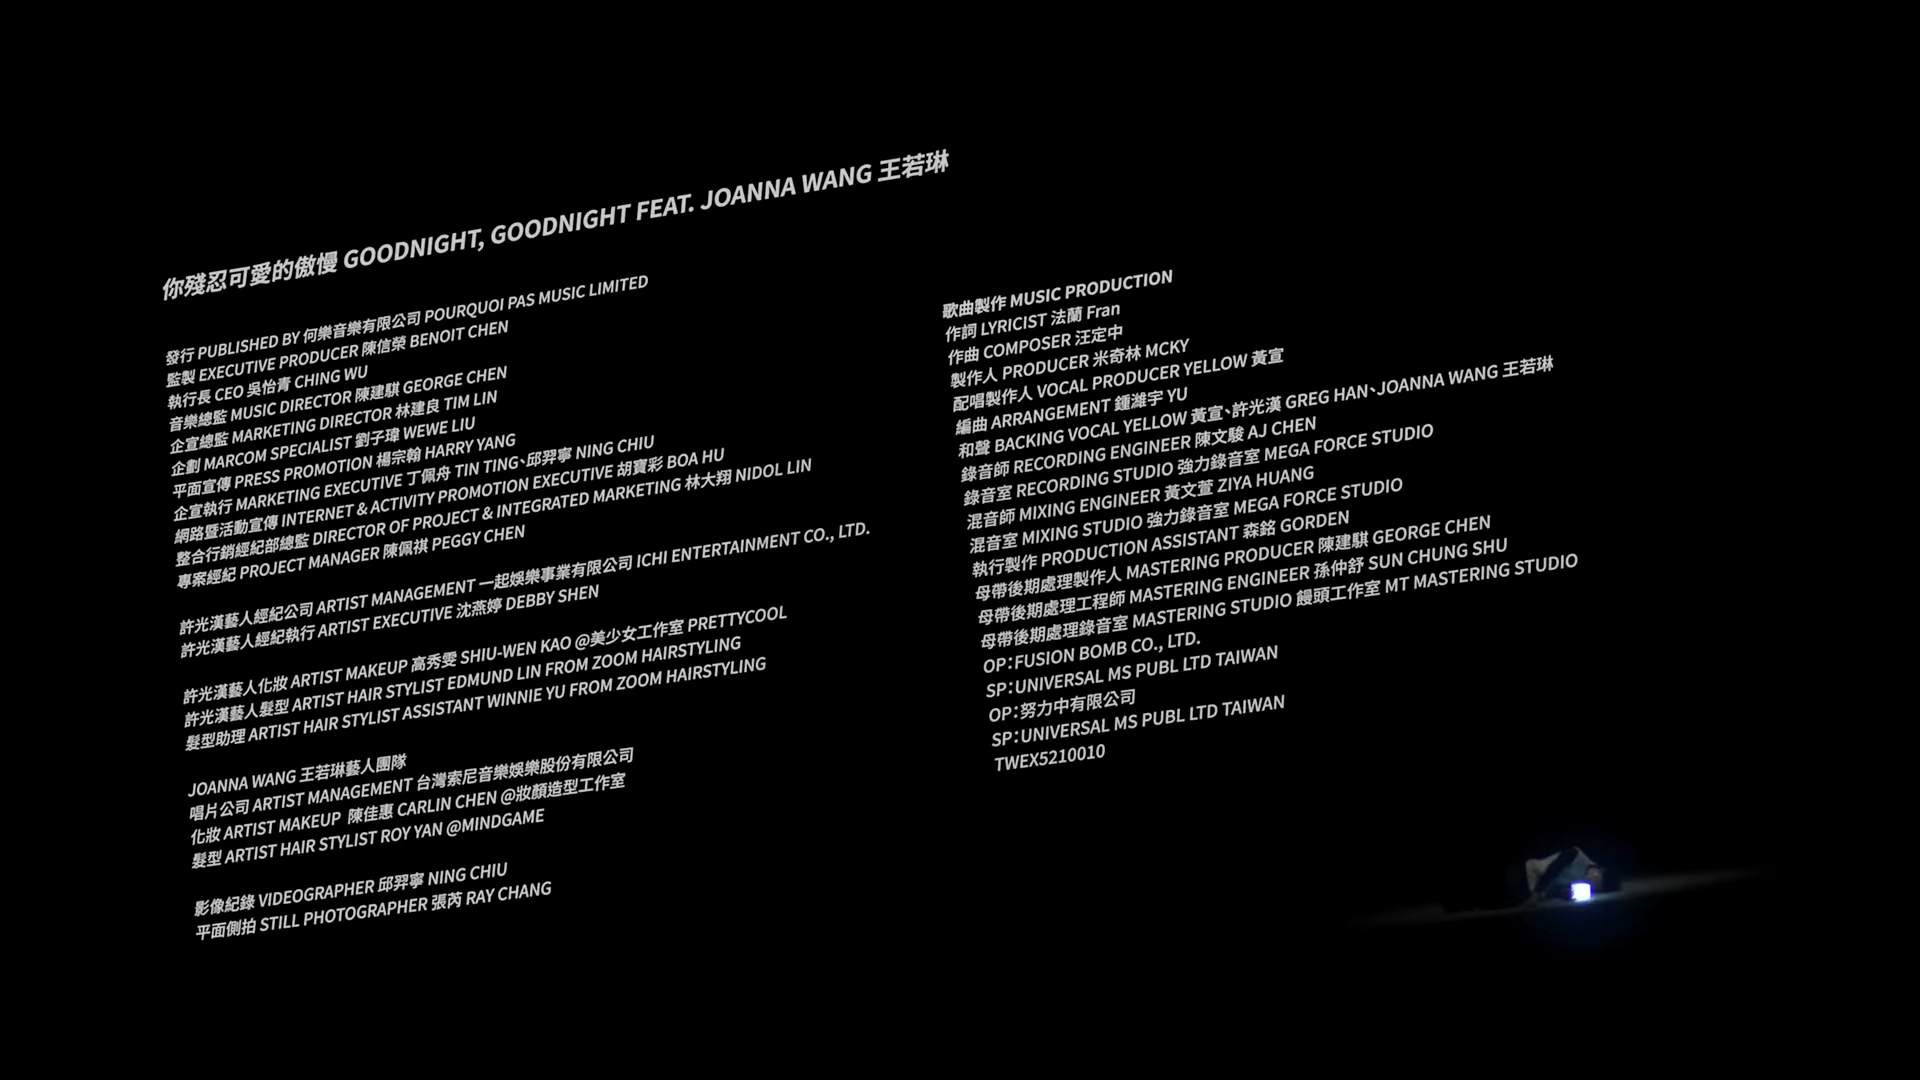 你殘忍可愛的傲慢 GOODNIGHT, GOODNIGHT FEAT. JOANNA WANG 王若琳
發行 PUBLISHED BY 何樂音樂有限公司 POURQUOI PAS MUSIC LIMITED
監製 EXECUTIVE PRODUCER 陳信榮 BENOIT CHEN
執行長 CEO 吳怡青 CHING WU
音樂總監 MUSIC DIRECTOR 陳建騏 GEORGE CHEN
企宣總監 MARKETING DIRECTOR 林建良 TIM LIN
企劃 MARCOM SPECIALIST 劉子瑋 WEWE LIU
平面宣傳 PRESS PROMOTION 楊宗翰 HARRY YANG
企宣執行 MARKETING EXECUTIVE 丁佩舟 TIN TING、邱羿寧 NING CHIU
網路暨活動宣傳 INTERNET & ACTIVITY PROMOTION EXECUTIVE 胡寶彩 BOA HU
整合行銷經紀部總監 DIRECTOR OF PROJECT & INTEGRATED MARKETING 林大翔 NIDOL LIN
專案經紀 PROJECT MANAGER 陳佩祺 PEGGY CHEN
許光漢藝人經紀公司 ARTIST MANAGEMENT 一起娛樂事業有限公司 ICHI ENTERTAINMENT CO., LTD.
許光漢藝人經紀執行 ARTIST EXECUTIVE 沈燕婷 DEBBY SHEN
許光漢藝人化妝 ARTIST MAKEUP 高秀雯 SHIU-WEN KAO @美少女工作室 PRETTYCOOL
許光漢藝人髮型 ARTIST HAIR STYLIST EDMUND LIN FROM ZOOM HAIRSTYLING
髮型助理 ARTIST HAIR STYLIST ASSISTANT WINNIE YU FROM ZOOM HAIRSTYLING
JOANNA WANG 王若琳藝人團隊
唱片公司 ARTIST MANAGEMENT 台灣索尼音樂娛樂股份有限公司
化妝 ARTIST MAKEUP 陳佳惠 CARLIN CHEN @妝顏造型工作室
髮型 ARTIST HAIR STYLIST ROY YAN @MINDGAME
影像紀錄 VIDEOGRAPHER 邱羿寧 NING CHIU
平面側拍 STILL PHOTOGRAPHER 張芮 RAY CHANG
歌曲製作 MUSIC PRODUCTION
作詞 LYRICIST 法蘭 Fran
作曲 COMPOSER 汪定中
製作人 PRODUCER 米奇林 MCKY
配唱製作人 VOCAL PRODUCER YELLOW 黃宣
編曲 ARRANGEMENT 鍾濰宇 YU
和聲 BACKING VOCAL YELLOW 黃宣、許光漢 GREG HAN、JOANNA WANG 王若琳
錄音師 RECORDING ENGINEER 陳文駿 AJ CHEN
錄音室 RECORDING STUDIO 強力錄音室 MEGA FORCE STUDIO
混音師 MIXING ENGINEER 黃文萱 ZIYA HUANG
混音室 MIXING STUDIO 強力錄音室 MEGA FORCE STUDIO
執行製作 PRODUCTION ASSISTANT 森銘 GORDEN
母帶後期處理製作人 MASTERING PRODUCER 陳建騏 GEORGE CHEN
母帶後期處理工程師 MASTERING ENGINEER 孫仲舒 SUN CHUNG SHU
母帶後期處理錄音室 MASTERING STUDIO 饅頭工作室 MT MASTERING STUDIO
OP：FUSION BOMB CO., LTD.
SP：UNIVERSAL MS PUBL LTD TAIWAN
OP：努力中有限公司
SP：UNIVERSAL MS PUBL LTD TAIWAN
TWEX5210010